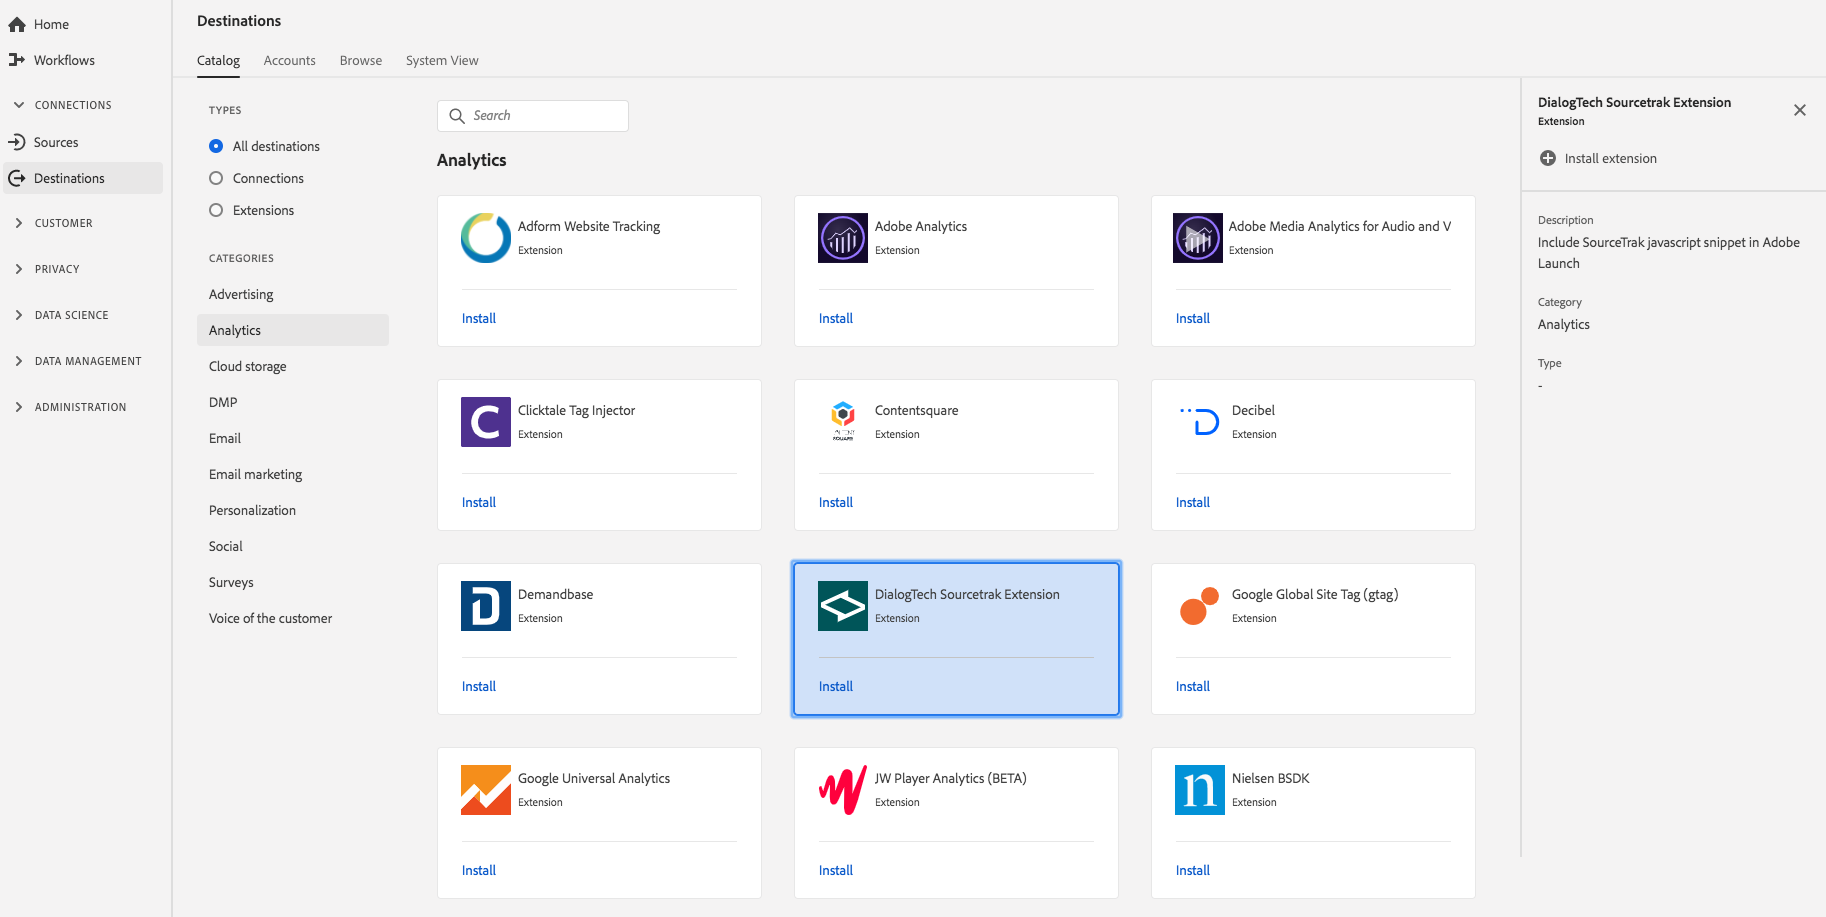 Home
Workflows
CONNECTIONS
Sources
Destinations
CUSTOMER
PRIVACY
DATA SCIENCE
DATA MANAGEMENT
ADMINISTRATION
Destinations
Catalog Accounts Browse System View
TYPES
All destinations
Connections
Extensions
CATEGORIES
Advertising
Analytics
Cloud storage
DMP
Email
Email marketing
Personalization
Social
Surveys
Voice of the customer
Search
Analytics
Adform Website Tracking
Extension
Install
Adobe Analytics
Extension
Install
Adobe Media Analytics for Audio and V
Extension
Install
Clicktale Tag Injector
Extension
Install
Contentsquare
Extension
Install
Decibel
Extension
Install
Demandbase
Extension
Install
DialogTech Sourcetrak Extension
Extension
Install
Google Global Site Tag (gtag)
Extension
Install
Google Universal Analytics
Extension
Install
JW Player Analytics (BETA)
Extension
Install
n
Nielsen BSDK
Extension
Install
DialogTech Sourcetrak Extension
Extension
Install extension
Description
Include SourceTrak javascript snippet in Adobe
Launch
Category
Analytics
Type
-